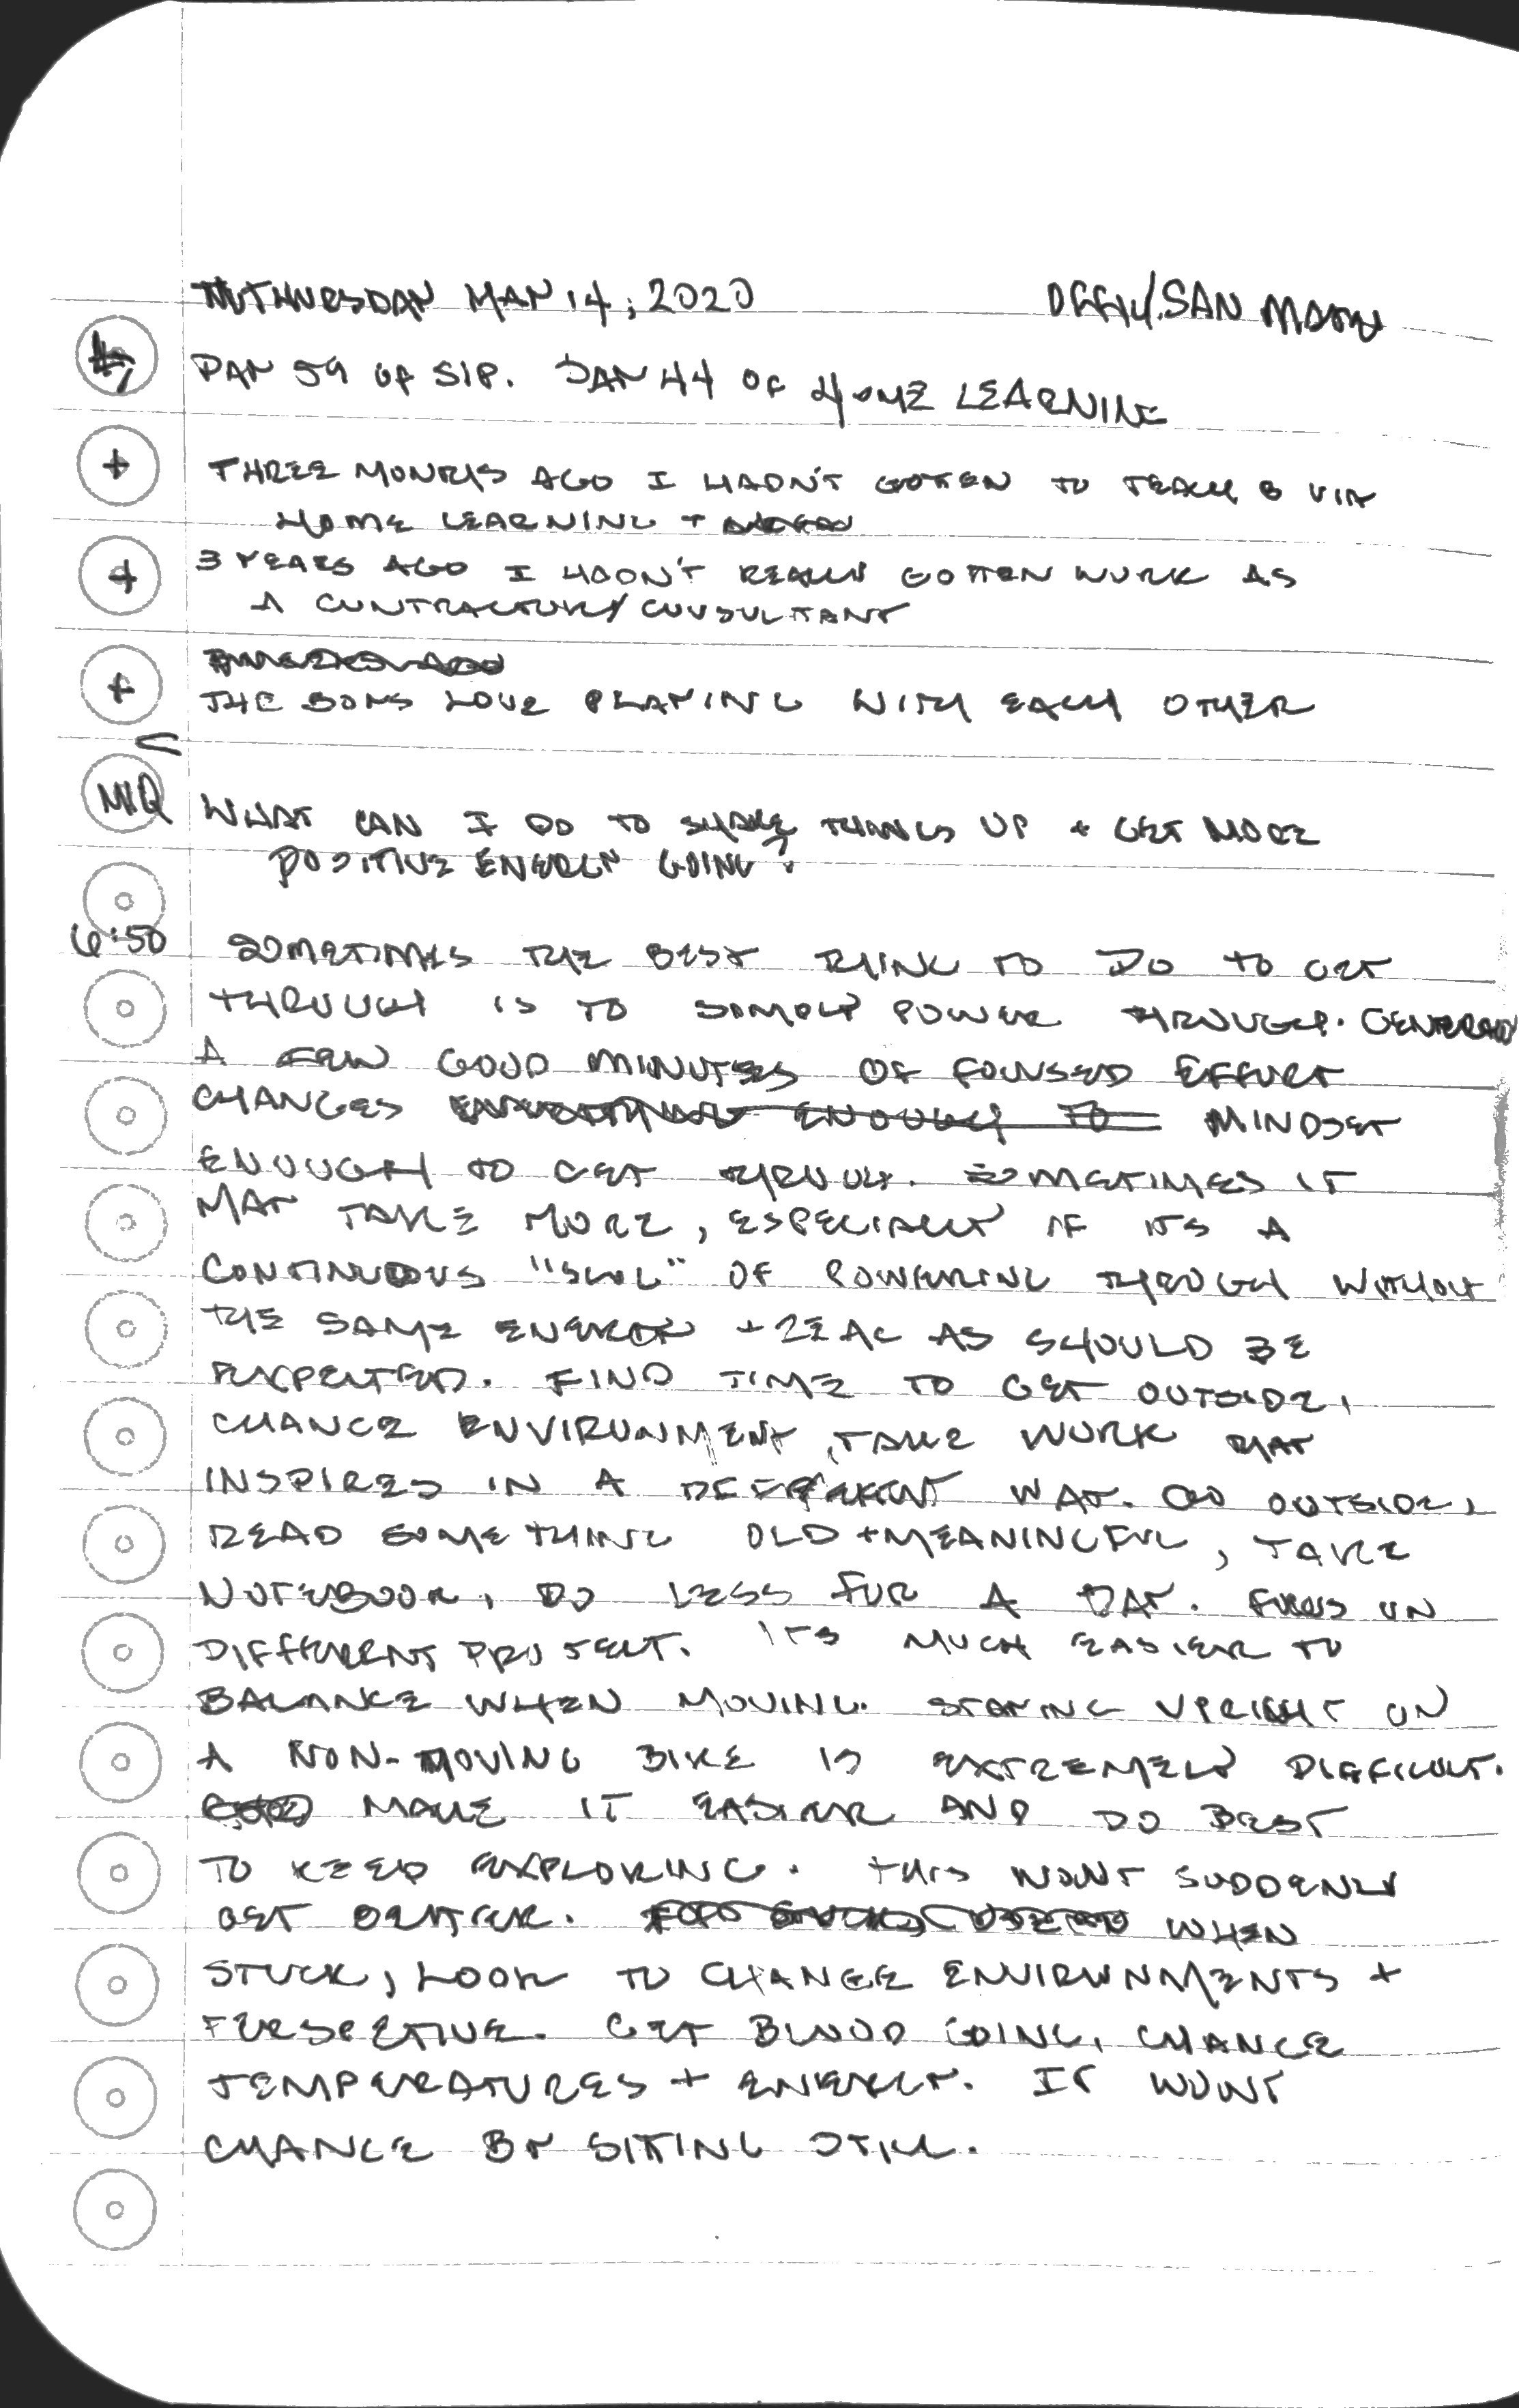 THURSDAY MAY 14, 2020 OFFICE/SAN MATEO
#, DAY 59 OF SIP. DAY 44 OF HOME LEARNING
+ THREE MONTHS AGO I HADN'T GOTTEN TO TEACH B VIA
HOME LEARNING +
+ 3 YEARS AGO I HADN'T REALLY GOTTEN WORK AS
A CONTRACTOR/CONSULTANT
+ THE BOYS LOVE PLAYING WITH EACH OTHER
MIQ WHAT CAN I DO TO SHAKE THINGS UP + GET MORE
POSITIVE ENERGY GOING?
6:50 SOMETIMES THE BEST THING TO DO TO GET
THROUGH IS TO SIMPLY POWER THROUGH. GENERALLY
A FEW GOOD MINUTES OF FOCUSED EFFORT
CHANGES ENOUGH TO MINDSET
ENOUGH TO GET THROUGH. SOMETIMES IT
MAY TAKE MORE, ESPECIALLY IF ITS A
CONTINUOUS "SLOG" OF POWERING THROUGH WITHOUT
THE SAME ENERGY + ZEAL AS SHOULD BE
EXPECTED. FIND TIME TO GET OUTSIDE,
CHANGE ENVIRONMENT, TAKE WORK THAT
INSPIRES IN A DIFFERENT WAY. GO OUTSIDE,
READ SOMETHING OLD + MEANINGFUL, TAKE
NOTEBOOK, DO LESS FOR A DAY. FOCUS ON
DIFFERENT PROJECT. ITS MUCH EASIER TO
BALANCE WHEN MOVING. STAYING UPRIGHT ON
A NON-MOVING BIKE IS EXTREMELY DIFFICULT.
MAKE IT EASIER AND DO BEST
TO KEEP EXPLORING. THIS WONT SUDDENLY
GET BETTER. WHEN
STUCK, LOOK TO CHANGE ENVIRONMENTS +
PERSPECTIVE. GET BLOOD GOING, CHANGE
TEMPERATURES + ENERGY. IT WONT
CHANGE BY SITTING STILL.